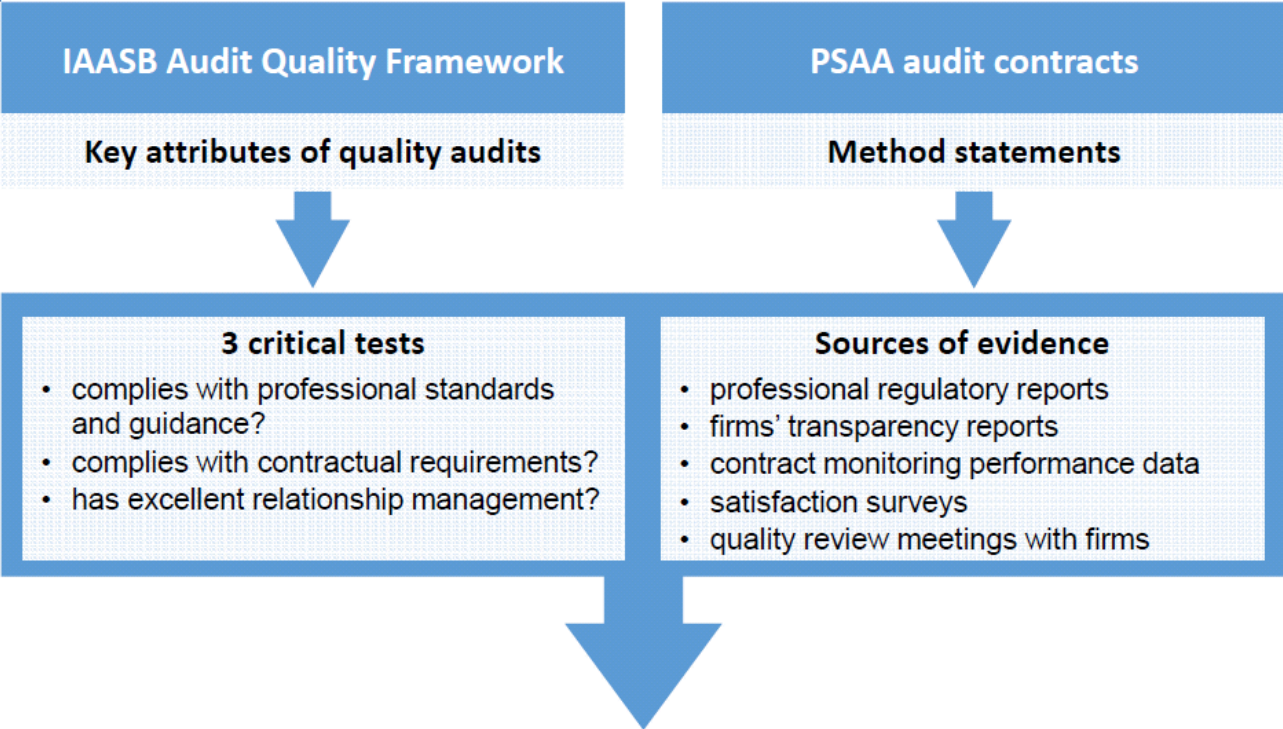 IAASB Audit Quality Framework
Key attributes of quality audits
PSAA audit contracts
Method statements
3 critical tests
• complies with professional standards
and guidance?
• complies with contractual requirements?
• has excellent relationship management?
Sources of evidence
• professional regulatory reports
• firms’ transparency reports
• contract monitoring performance data
• satisfaction surveys
• quality review meetings with firms